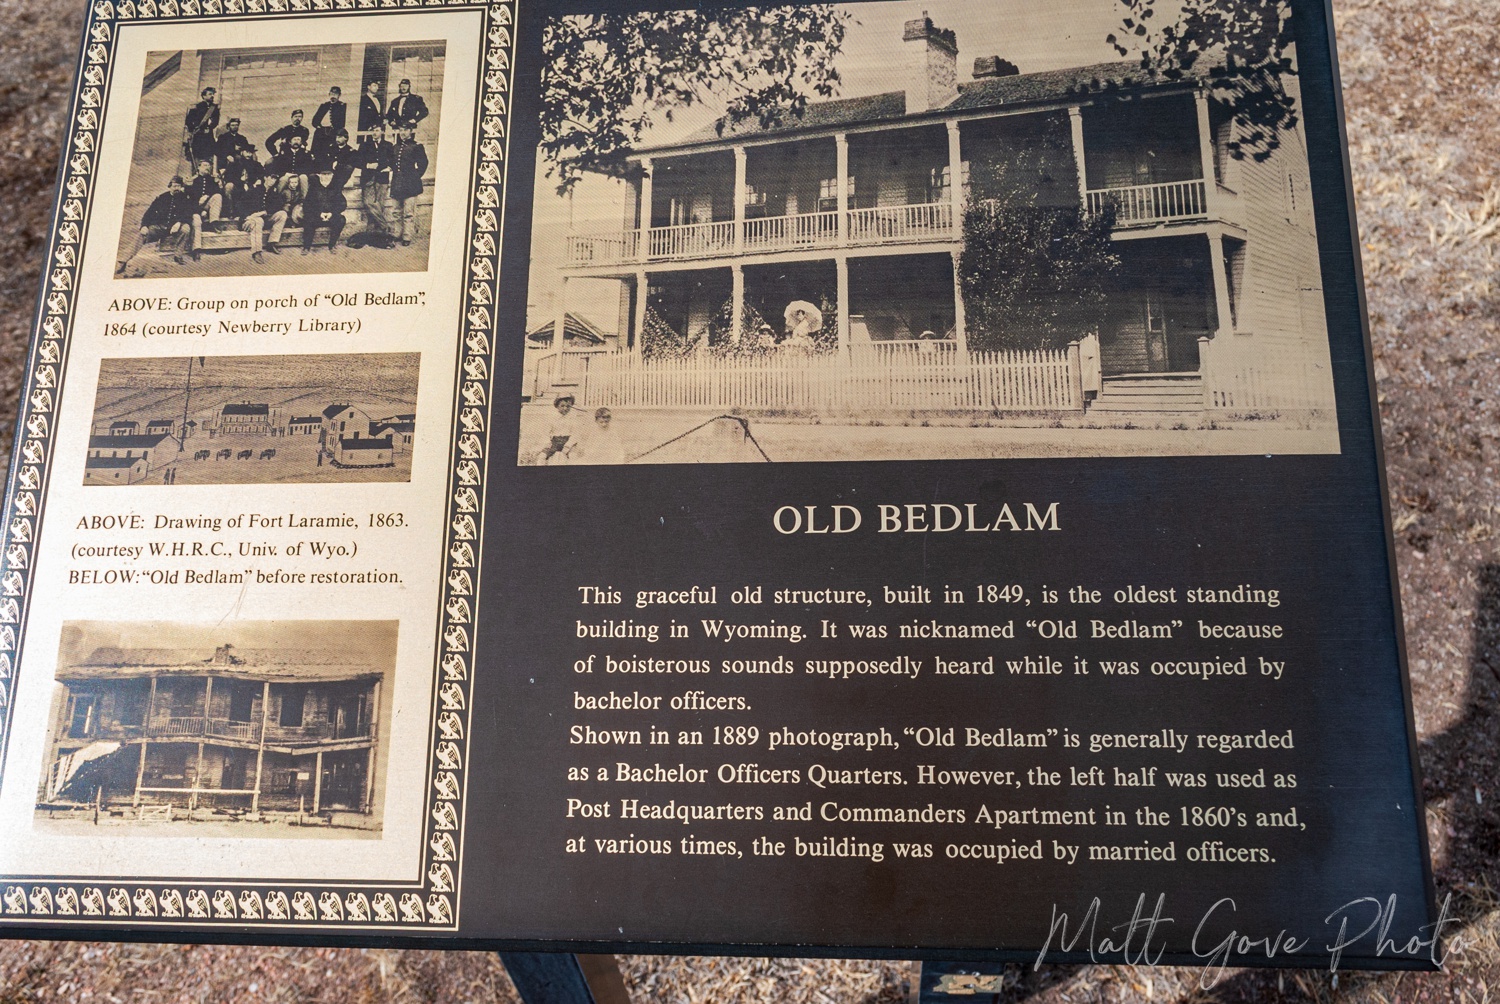 ABOVE: Group on porch of “Old Bedlam”,
1864 (courtesy Newberry Library)
ABOVE: Drawing of Fort Laramie, 1863.
(courtesy W.H.R.C., Univ. of Wyo.)
BELOW: “Old Bedlam” before restoration.
OLD BEDLAM
This graceful old structure, built in 1849, is the oldest standing
building in Wyoming. It was nicknamed “Old Bedlam” because
of boisterous sounds supposedly heard while it was occupied by
bachelor officers.
Shown in an 1889 photograph, “Old Bedlam” is generally regarded
as a Bachelor Officers Quarters. However, the left half was used as
Post Headquarters and Commanders Apartment in the 1860’s and,
at various times, the building was occupied by married officers.
Matt Gove Photo